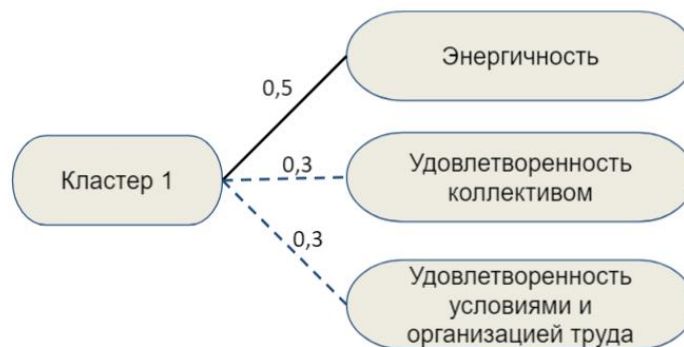 Энергичность
0,5
Кластер 1
0,3
Удовлетворенность
коллективом
0,3
Удовлетворенность
условиями и
организацией труда